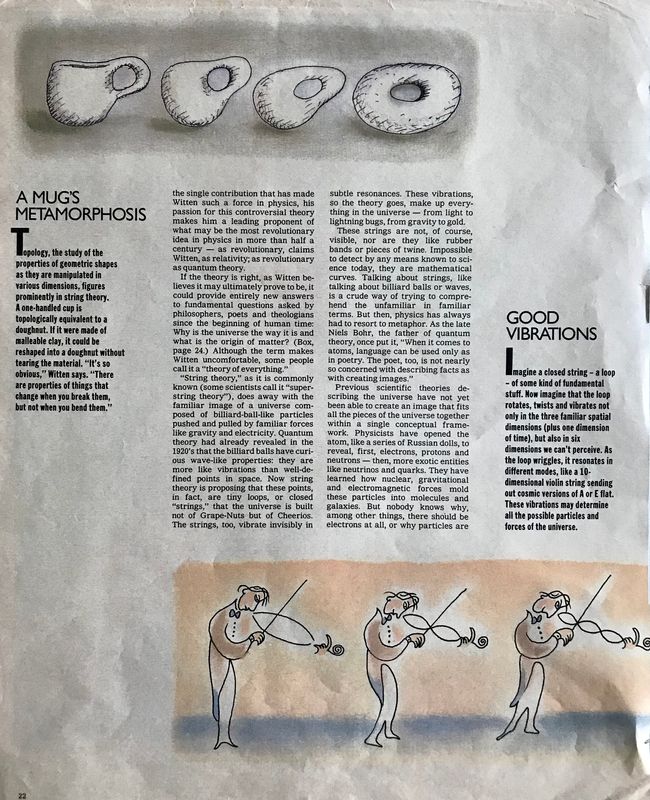 A MUG'S
METAMORPHOSIS
Topology, the study of the
properties of geometric shapes
as they are manipulated in
various dimensions, figures
prominently in string theory.
A one-handled cup is
topologically equivalent to a
doughnut. If it were made of
malleable clay, it could be
reshaped into a doughnut without
tearing the material. "It's so
obvious," Witten says. "There
are properties of things that
change when you break them,
but not when you bend them."
the single contribution that has made
Witten such a force in physics, his
passion for this controversial theory
makes him a leading proponent of
what may be the most revolutionary
idea in physics in more than half a
century — as revolutionary, claims
Witten, as relativity; as revolutionary
as quantum theory.
If the theory is right, as Witten be-
lieves it may ultimately prove to be, it
could provide entirely new answers
to fundamental questions asked by
philosophers, poets and theologians
since the beginning of human time:
Why is the universe the way it is and
what is the origin of matter? (Box,
page 24.) Although the term makes
Witten uncomfortable, some people
call it a "theory of everything."
"String theory," as it is commonly
known (some scientists call it "super-
string theory"), does away with the
familiar image of a universe com-
posed of billiard-ball-like particles
pushed and pulled by familiar forces
like gravity and electricity. Quantum
theory had already revealed in the
1920's that the billiard balls have curi-
ous wave-like properties: they are
more like vibrations than well-de-
fined points in space. Now string
theory is proposing that these points,
in fact, are tiny loops, or closed
"strings," that the universe is built
not of Grape-Nuts but of Cheerios.
The strings, too, vibrate invisibly in
subtle resonances. These vibrations,
so the theory goes, make up every-
thing in the universe — from light to
lightning bugs, from gravity to gold.
These strings are not, of course,
visible, nor are they like rubber
bands or pieces of twine. Impossible
to detect by any means known to sci-
ence today, they are mathematical
curves. Talking about strings, like
talking about billiard balls or waves,
is a crude way of trying to compre-
hend the unfamiliar in familiar
terms. But then, physics has always
had to resort to metaphor. As the late
Niels Bohr, the father of quantum
theory, once put it, "When it comes to
atoms, language can be used only as
in poetry. The poet, too, is not nearly
so concerned with describing facts as
with creating images."
Previous scientific theories de-
scribing the universe have not yet
been able to create an image that fits
all the pieces of the universe together
within a single conceptual frame-
work. Physicists have opened the
atom, like a series of Russian dolls, to
reveal, first, electrons, protons and
neutrons — then, more exotic entities
like neutrinos and quarks. They have
learned how nuclear, gravitational
and electromagnetic forces mold
these particles into molecules and
galaxies. But nobody knows why,
among other things, there should be
electrons at all, or why particles are
GOOD
VIBRATIONS
Imagine a closed string – a loop
– of some kind of fundamental
stuff. Now imagine that the loop
rotates, twists and vibrates not
only in the three familiar spatial
dimensions (plus one dimension
of time), but also in six
dimensions we can't perceive. As
the loop wriggles, it resonates in
different modes, like a 10-
dimensional violin string sending
out cosmic versions of A or E flat.
These vibrations may determine
all the possible particles and
forces of the universe.
22